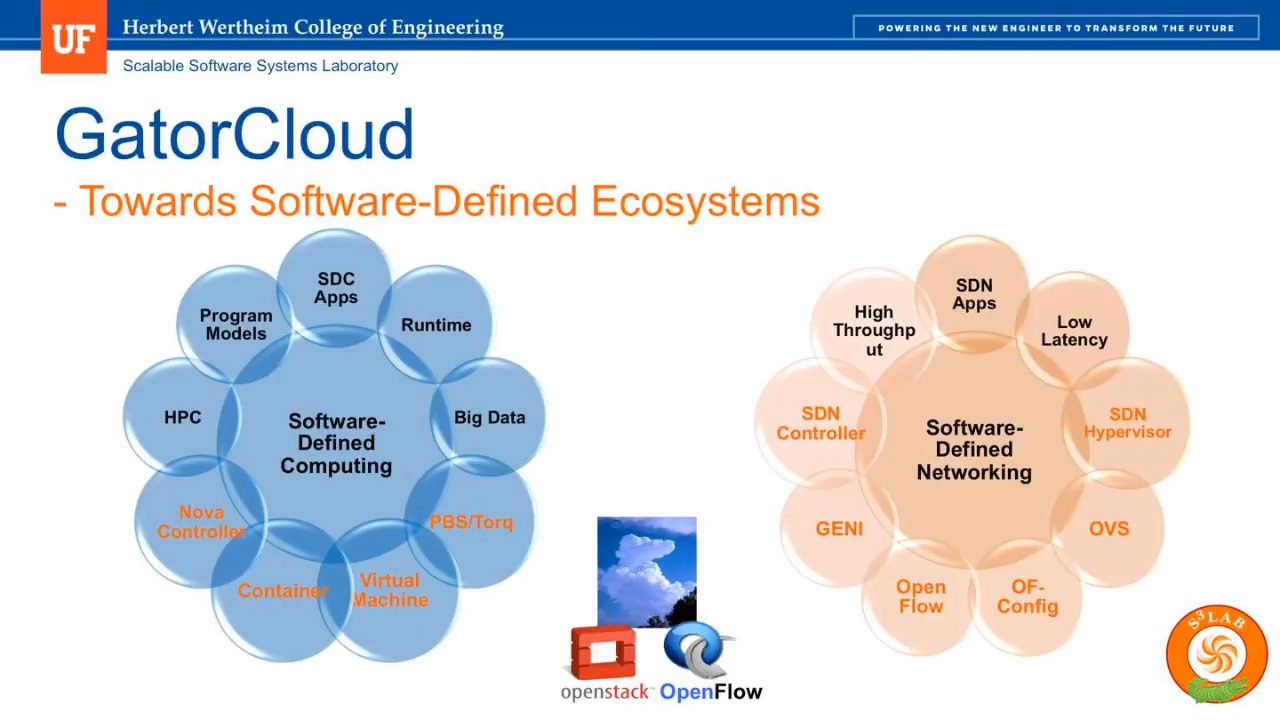 UF
Herbert Wertheim College of Engineering
POWERING THE NEW ENGINEER TO TRANSFORM THE FUTURE
Scalable Software Systems Laboratory
GatorCloud
- Towards Software-Defined Ecosystems
SDC
Apps
Program
Models
Runtime
HPC
Big Data
Software-
Defined
Computing
Nova
Controller
PBS/Torq
Container
Virtual
Machine
SDN
Apps
High
Throughp
ut
Low
Latency
SDN
Controller
SDN
Hypervisor
Software-
Defined
Networking
GENI
OVS
Open
Flow
OF-
Config
openstack™
OpenFlow
S³LAB